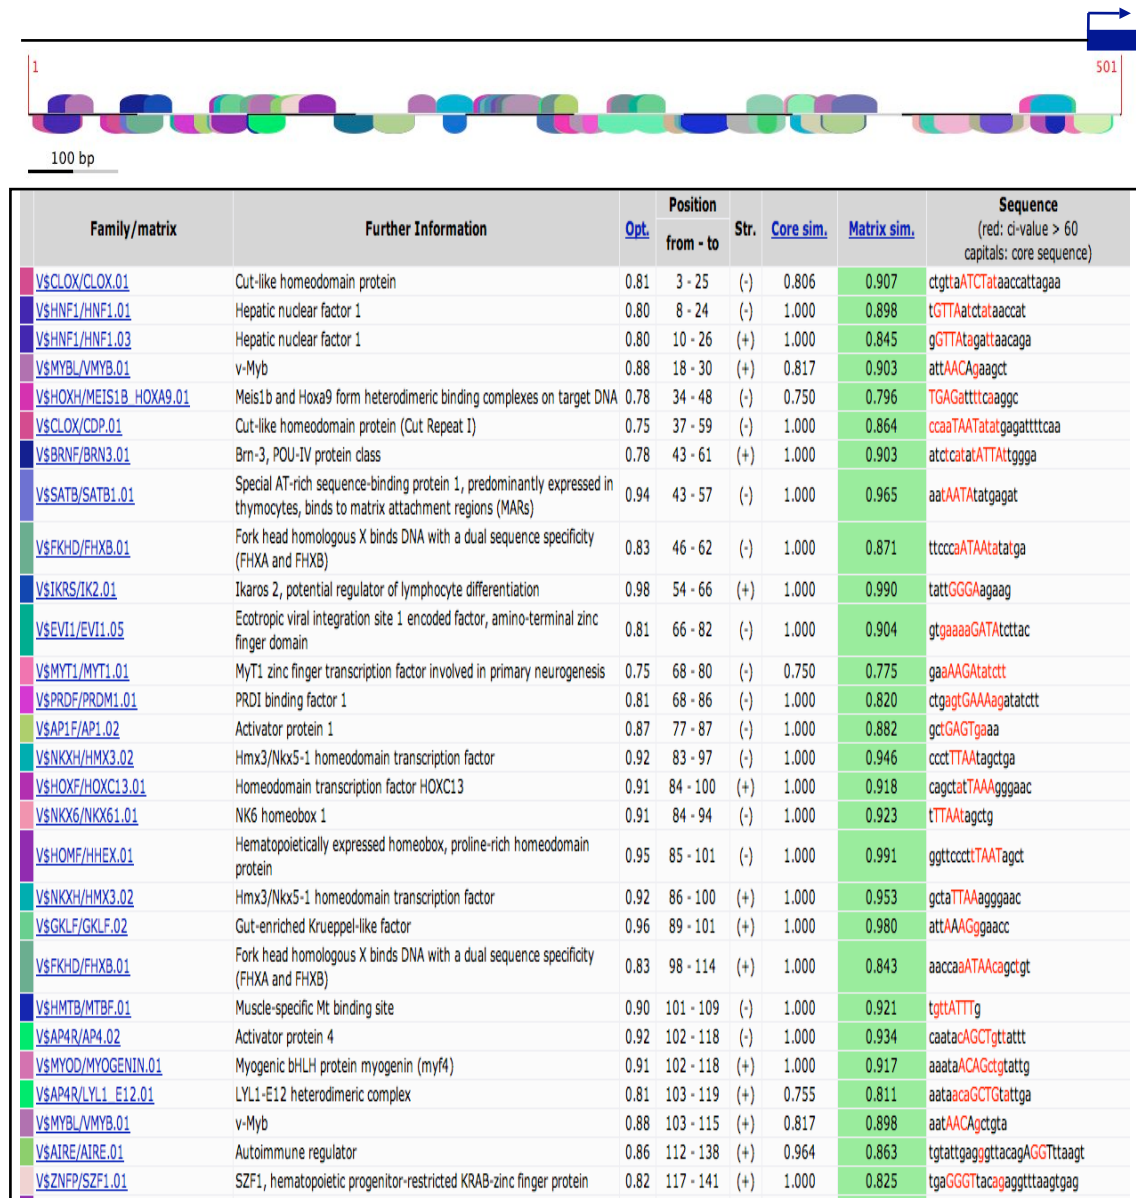 1
501
100 bp
Family/matrix Further Information Opt. Position Str. Core sim. Matrix sim. Sequence
from - to (red: ci-value > 60
capitals: core sequence)
V$CLOX/CLOX.01 Cut-like homeodomain protein 0.81 3 - 25 (-) 0.806 0.907 ctgttaATCTataaccattagaa
V$HNF1/HNF1.01 Hepatic nuclear factor 1 0.80 8 - 24 (-) 1.000 0.898 tGTTAatctataaccat
V$HNF1/HNF1.03 Hepatic nuclear factor 1 0.80 10 - 26 (+) 1.000 0.845 gGTTAtagattaacaga
V$MYBL/VMYB.01 v-Myb 0.88 18 - 30 (+) 0.817 0.903 attAACAgaagct
V$HOXH/MEIS1B_HOXA9.01 Meis1b and Hoxa9 form heterodimeric binding complexes on target DNA 0.78 34 - 48 (-) 0.750 0.796 TGAGattttcaaggc
V$CLOX/CDP.01 Cut-like homeodomain protein (Cut Repeat I) 0.75 37 - 59 (-) 1.000 0.864 ccaaTAATatatgagattttcaa
V$BRNF/BRN3.01 Brn-3, POU-IV protein class 0.78 43 - 61 (+) 1.000 0.903 atctcatatATTAttggga
V$SATB/SATB1.01 Special AT-rich sequence-binding protein 1, predominantly expressed in 0.94 43 - 57 (-) 1.000 0.965 aatAATAtatgagat
thymocytes, binds to matrix attachment regions (MARs)
V$FKHD/FHXB.01 Fork head homologous X binds DNA with a dual sequence specificity 0.83 46 - 62 (-) 1.000 0.871 ttcccaATAAtatatga
(FHXA and FHXB)
V$IKRS/IK2.01 Ikaros 2, potential regulator of lymphocyte differentiation 0.98 54 - 66 (+) 1.000 0.990 tattGGGAagaag
V$EVI1/EVI1.05 Ecotropic viral integration site 1 encoded factor, amino-terminal zinc 0.81 66 - 82 (-) 1.000 0.904 gtgaaaaGATAtcttac
finger domain
V$MYT1/MYT1.01 MyT1 zinc finger transcription factor involved in primary neurogenesis 0.75 68 - 80 (-) 0.750 0.775 gaaAAGAtatctt
V$PRDF/PRDM1.01 PRDI binding factor 1 0.81 68 - 86 (-) 1.000 0.820 ctgagtGAAAagatatctt
V$AP1F/AP1.02 Activator protein 1 0.87 77 - 87 (-) 1.000 0.882 gctGAGTgaaa
V$NKXH/HMX3.02 Hmx3/Nkx5-1 homeodomain transcription factor 0.92 83 - 97 (-) 1.000 0.946 ccctTTAAtagctga
V$HOXF/HOXC13.01 Homeodomain transcription factor HOXC13 0.91 84 - 100 (+) 1.000 0.918 cagctatTAAAgggaac
V$NKX6/NKX61.01 NK6 homeobox 1 0.91 84 - 94 (-) 1.000 0.923 tTTAAtagctg
V$HOMF/HHEX.01 Hematopoietically expressed homeobox, proline-rich homeodomain 0.95 85 - 101 (-) 1.000 0.991 ggttccctttTAATagct
protein
V$NKXH/HMX3.02 Hmx3/Nkx5-1 homeodomain transcription factor 0.92 86 - 100 (+) 1.000 0.953 gctaTTAAagggaac
V$GKLF/GKLF.02 Gut-enriched Krueppel-like factor 0.96 89 - 101 (+) 1.000 0.980 attAAAGggaacc
V$FKHD/FHXB.01 Fork head homologous X binds DNA with a dual sequence specificity 0.83 98 - 114 (+) 1.000 0.843 aaccaaATAAcagctgt
(FHXA and FHXB)
V$HMTB/MTBF.01 Muscle-specific Mt binding site 0.90 101 - 109 (-) 1.000 0.921 tgttATTTg
V$AP4R/AP4.02 Activator protein 4 0.92 102 - 118 (-) 1.000 0.934 caatacAGCTgttattt
V$MYOD/MYOGENIN.01 Myogenic bHLH protein myogenin (myf4) 0.91 102 - 118 (+) 1.000 0.917 aaataACAGctgtattg
V$AP4R/LYL1_E12.01 LYL1-E12 heterodimeric complex 0.81 103 - 119 (+) 0.755 0.811 aataacaGCTGtattga
V$MYBL/VMYB.01 v-Myb 0.88 103 - 115 (+) 0.817 0.898 aatAACAgctgta
V$AIRE/AIRE.01 Autoimmune regulator 0.86 112 - 138 (+) 0.964 0.863 tgtattgagggttacagAGGTttaagt
V$ZNFP/SZF1.01 SZF1, hematopoietic progenitor-restricted KRAB-zinc finger protein 0.82 117 - 141 (+) 1.000 0.825 tgaGGGTtacagaggtttaagtgag